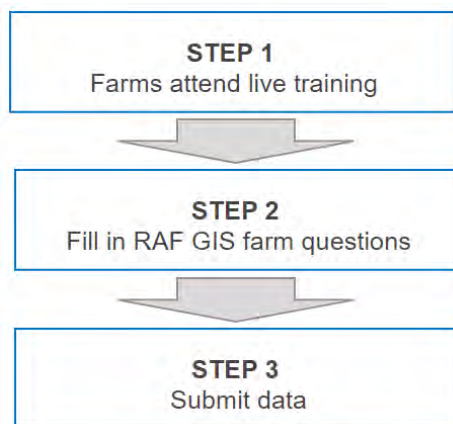 STEP 1
Farms attend live training
STEP 2
Fill in RAF GIS farm questions
STEP 3
Submit data